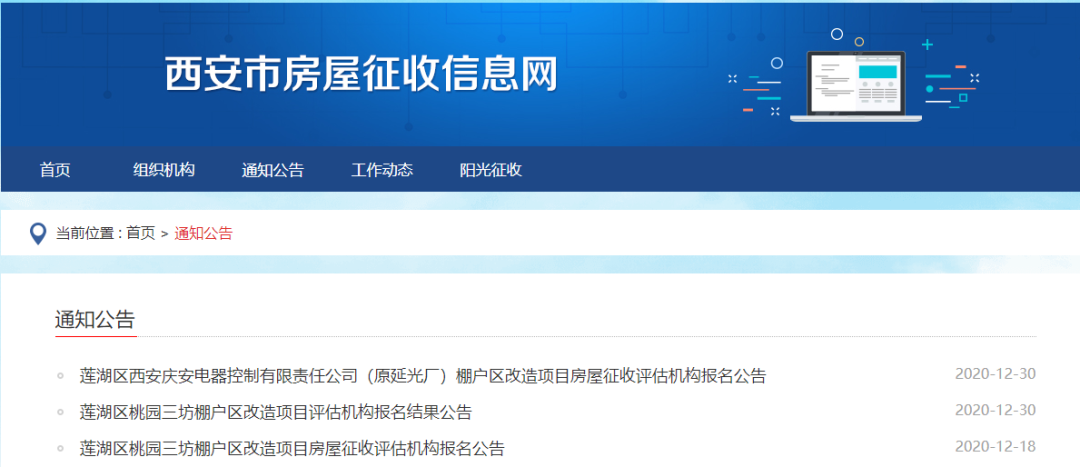 西安市房屋征收信息网
首页 组织机构 通知公告 工作动态 阳光征收
当前位置 : 首页 > 通知公告
通知公告
莲湖区西安庆安电器控制有限责任公司（原延光厂）棚户区改造项目房屋征收评估机构报名公告 2020-12-30
莲湖区桃园三坊棚户区改造项目评估机构报名结果公告 2020-12-30
莲湖区桃园三坊棚户区改造项目房屋征收评估机构报名公告 2020-12-18